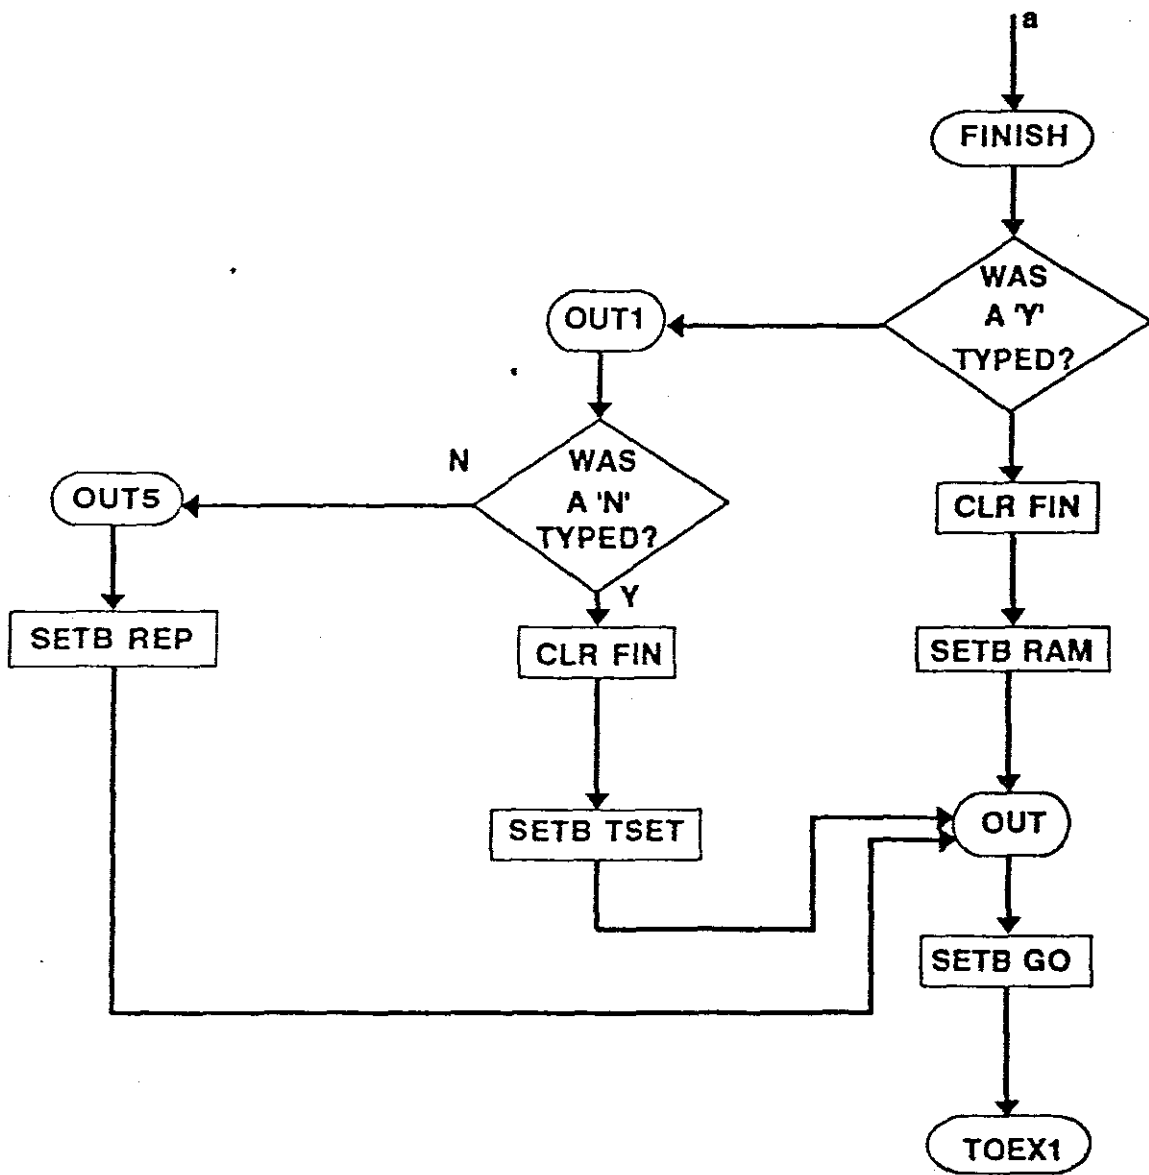 a
FINISH
WAS
A 'Y'
TYPED?
OUT1
N
WAS
A 'N'
TYPED?
Y
OUT5
CLR FIN
SETB REP
CLR FIN
SETB RAM
SETB TSET
OUT
SETB GO
TOEX1